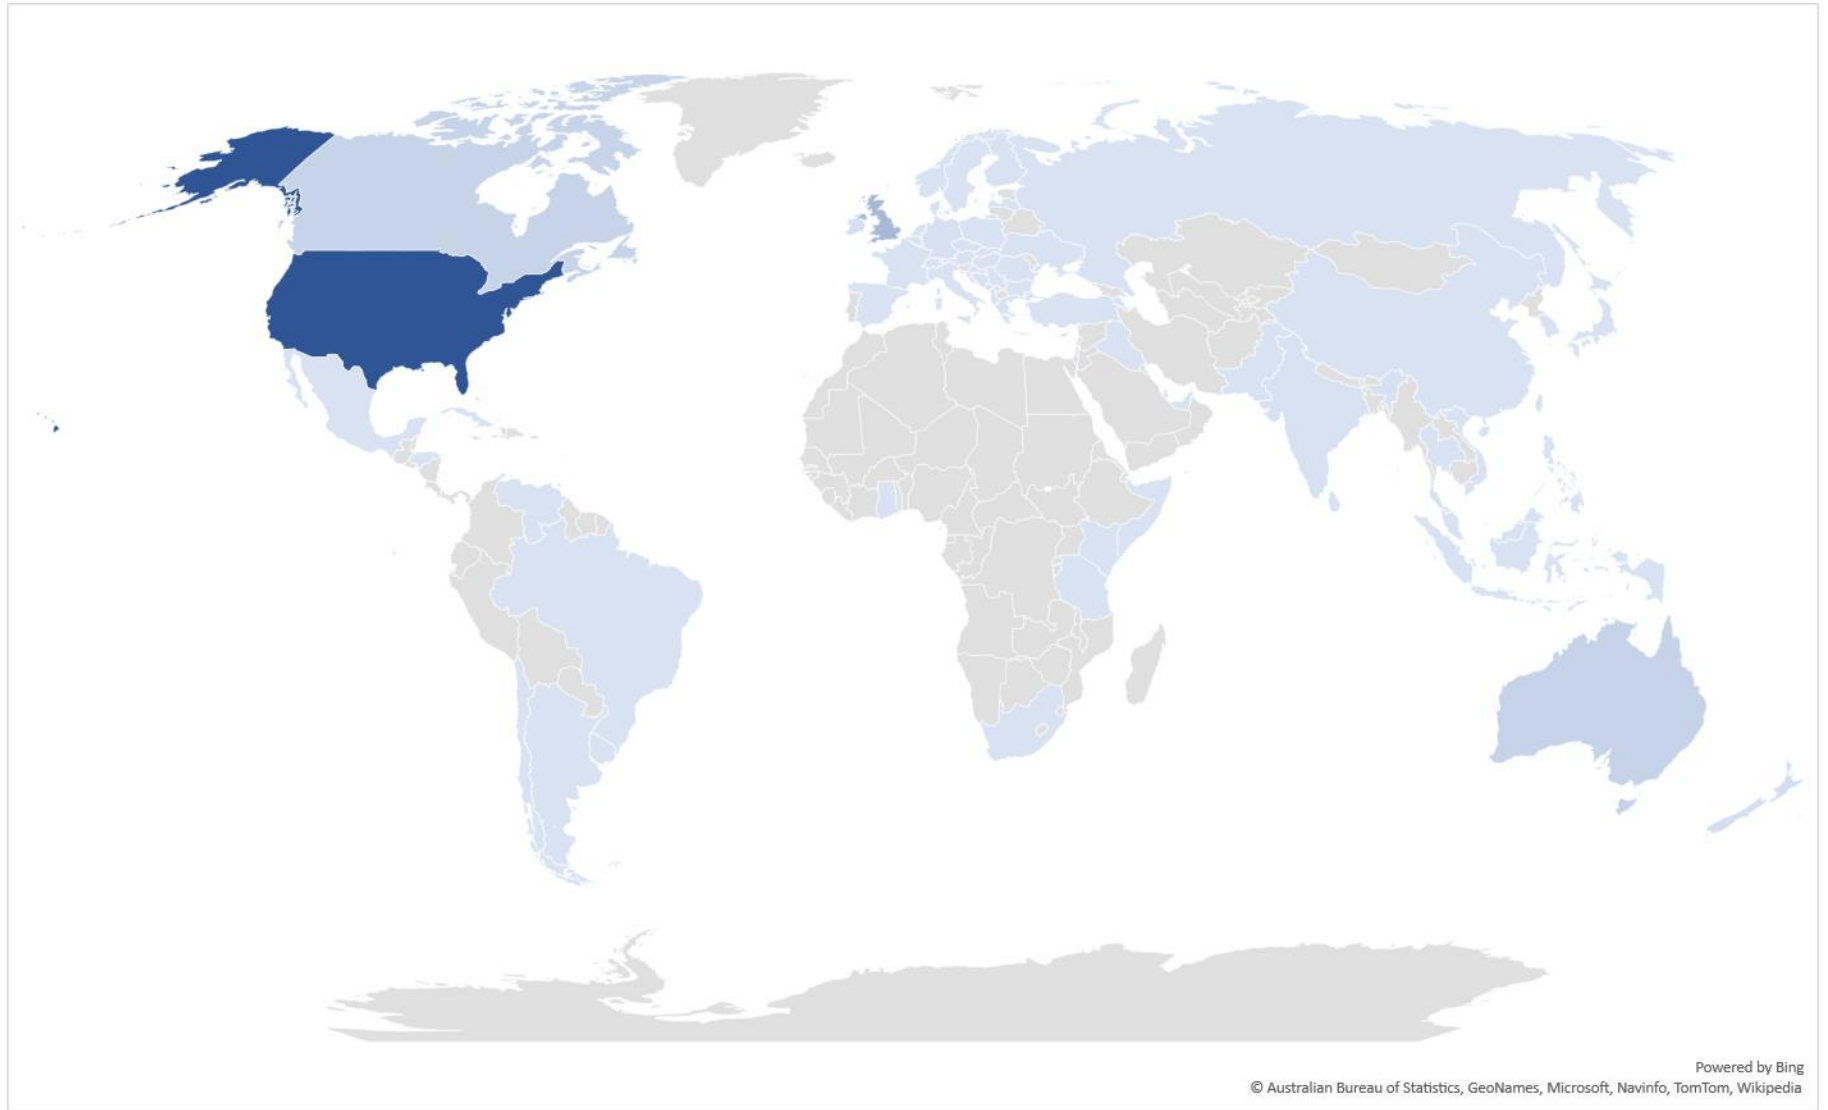 Powered by Bing
© Australian Bureau of Statistics, GeoNames, Microsoft, Navinfo, TomTom, Wikipedia